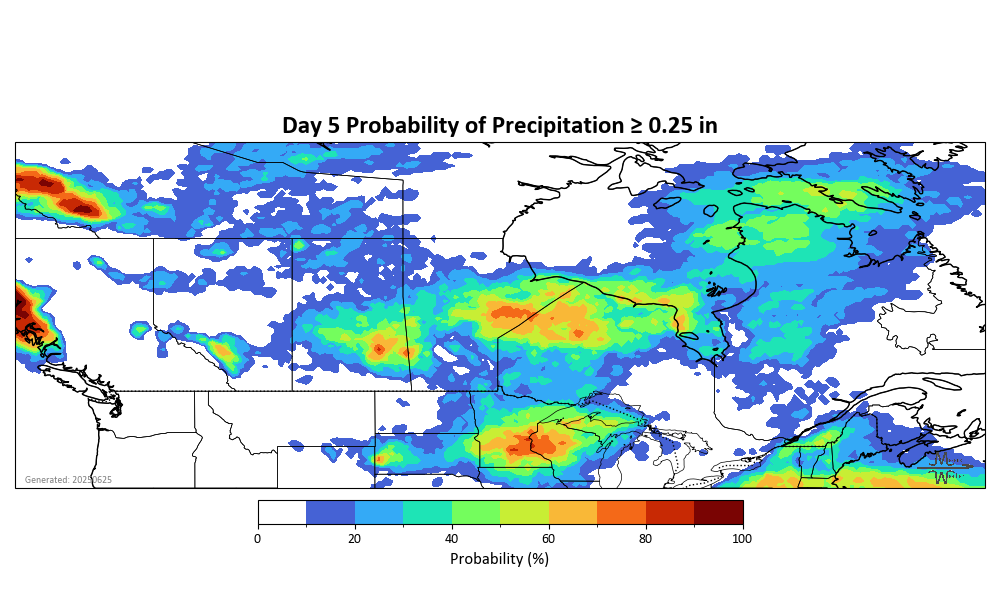 Day 5 Probability of Precipitation ≥ 0.25 in
Generated: 20250625
0 20 40 60 80 100
Probability (%)